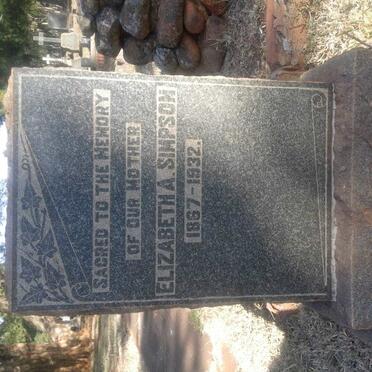 SACRED TO THE MEMORY
OF OUR MOTHER
ELIZABETH A. SIMPSON
1867-1932.